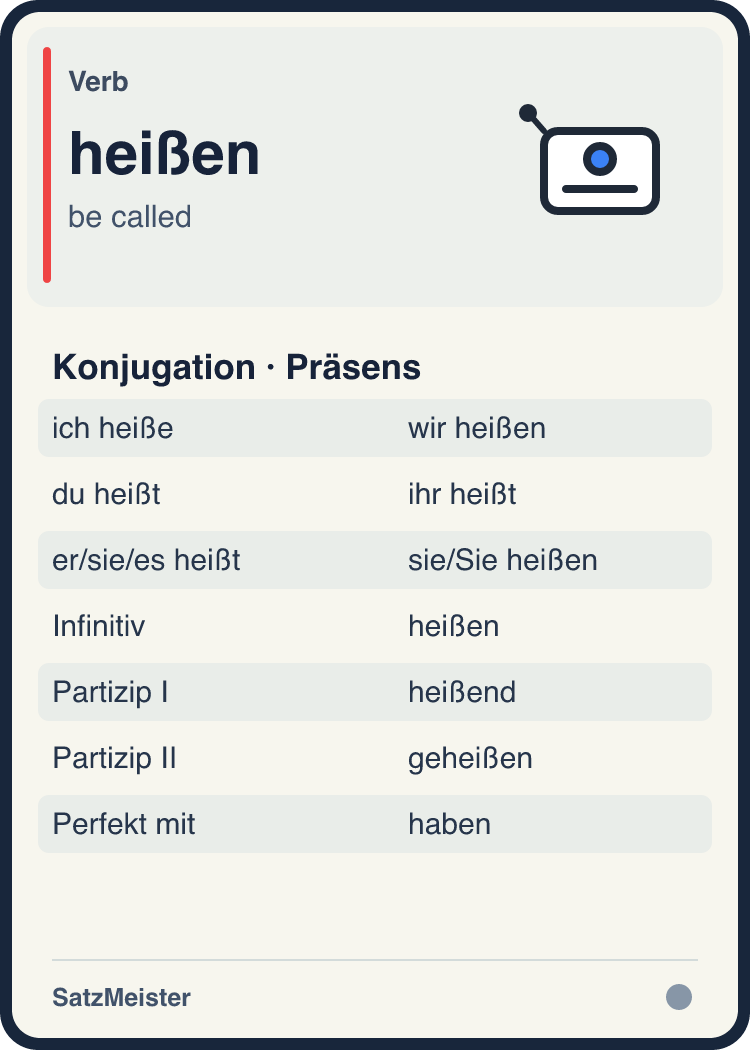 Verb
heißen
be called
Konjugation · Präsens
ich heiße wir heißen
du heißt ihr heißt
er/sie/es heißt sie/Sie heißen
Infinitiv heißen
Partizip I heißend
Partizip II geheißen
Perfekt mit haben
SatzMeister